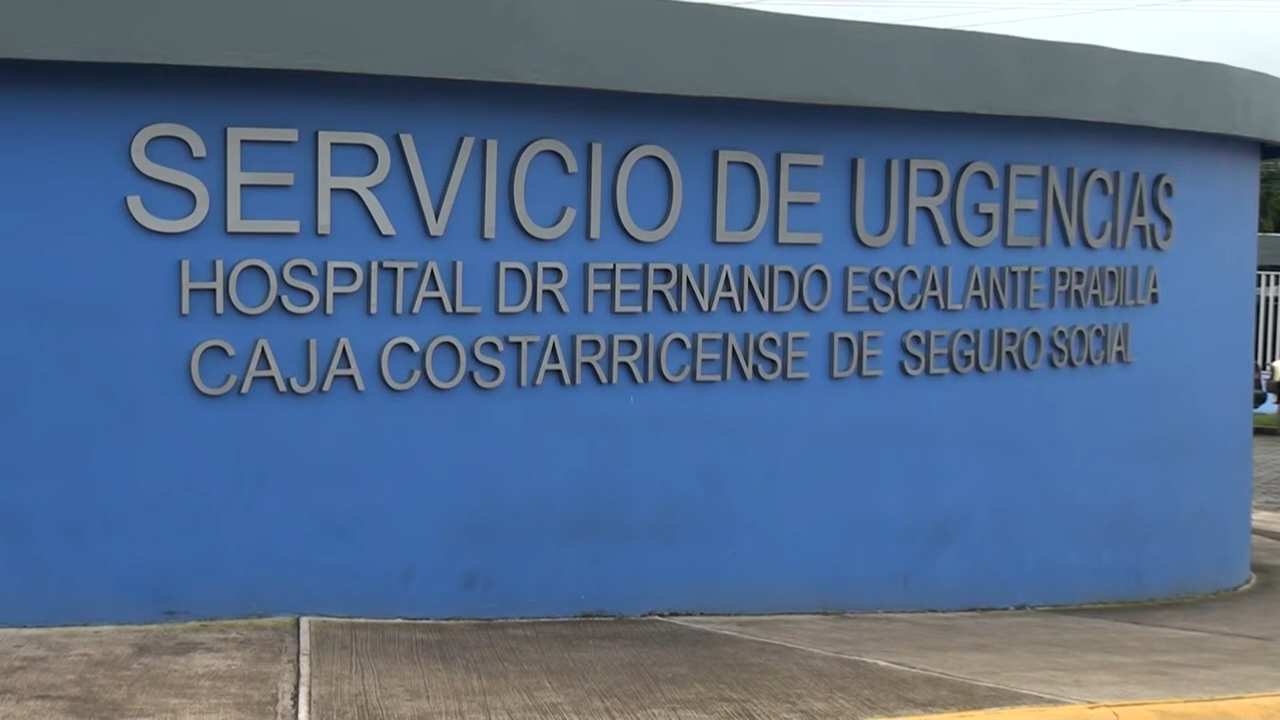 SERVICIO DE URGENCIAS
HOSPITAL DR FERNANDO ESCALANTE PRADILLA
CAJA COSTARRICENSE DE SEGURO SOCIAL